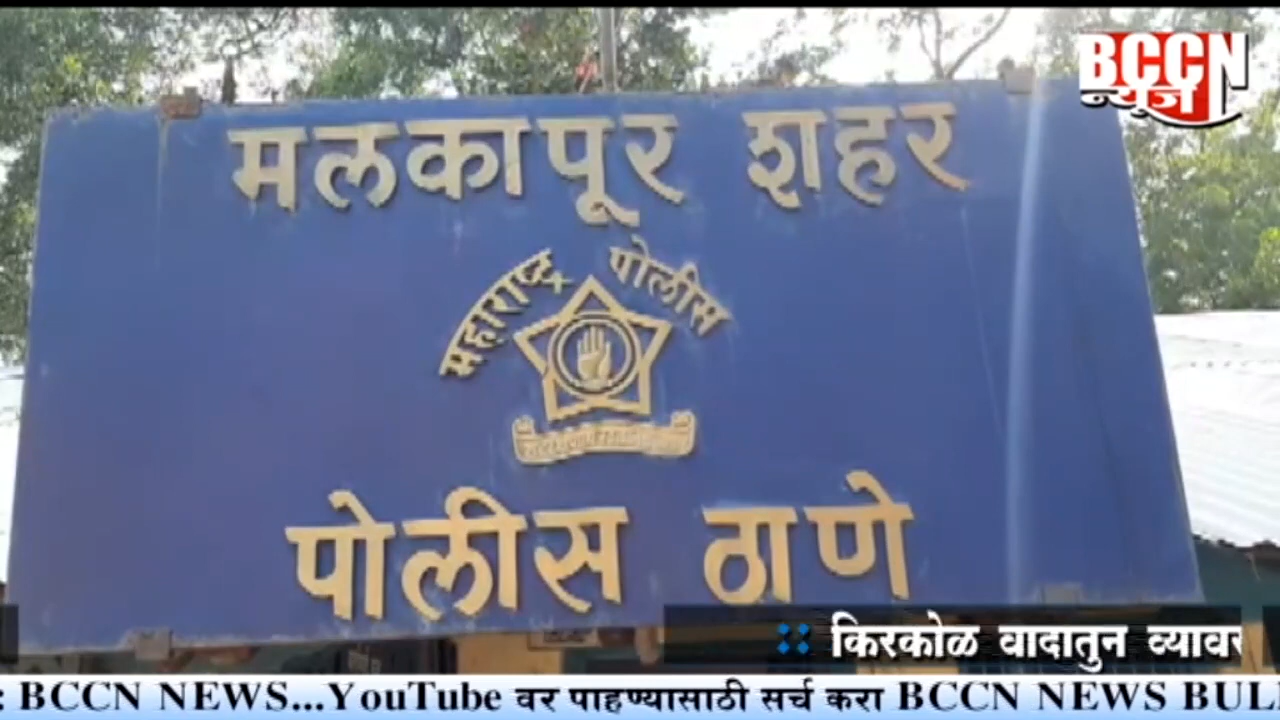 BCCN
न्यूज
मलकापूर शहर
महाराष्ट्र पोलीस
पोलीस ठाणे
किरकोळ वादातुन
: BCCN NEWS...YouTube वर पाहण्यासाठी सर्च करा BCCN NEWS